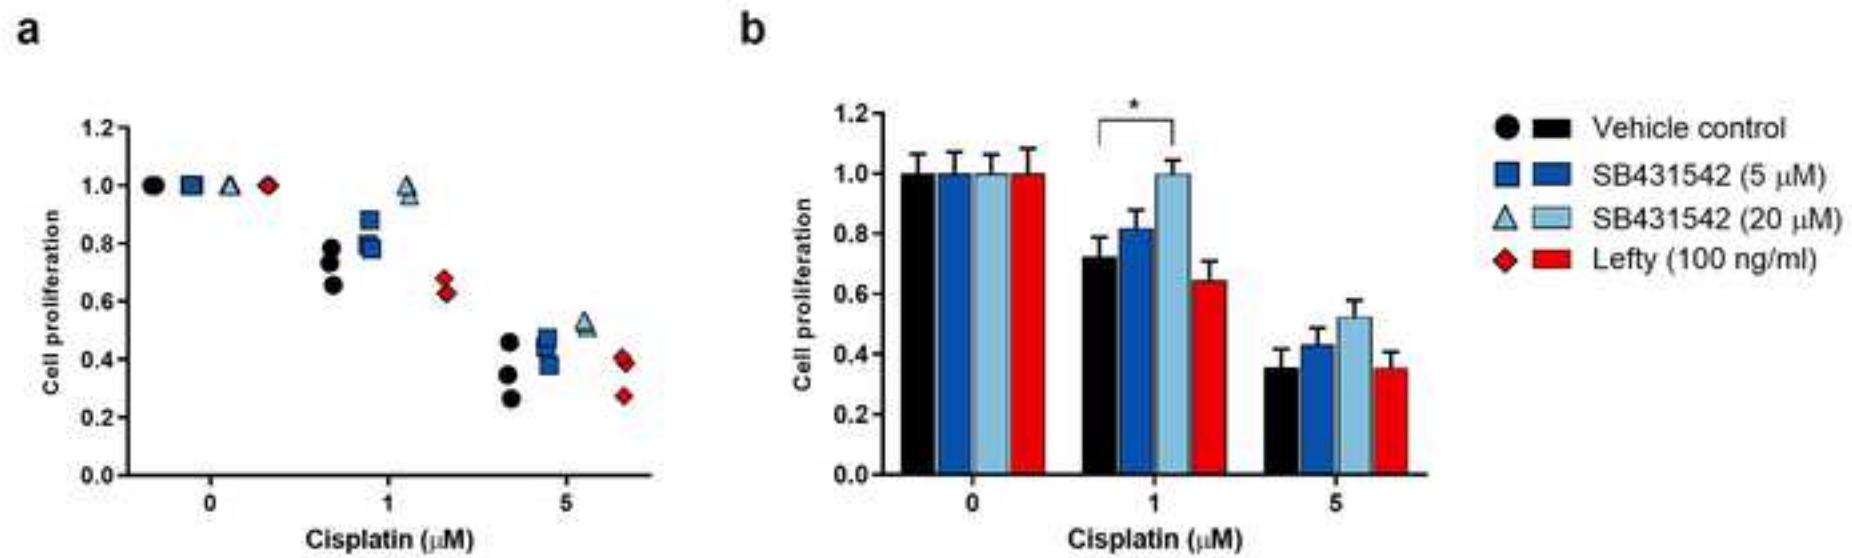 a
1.2
1.0
0.8
0.6
0.4
0.2
0.0
Cell proliferation
0 1 5
Cisplatin (μM)
b
*
1.2
1.0
0.8
0.6
0.4
0.2
0.0
Cell proliferation
0 1 5
Cisplatin (μM)
Vehicle control
SB431542 (5 μM)
SB431542 (20 μM)
Lefty (100 ng/ml)